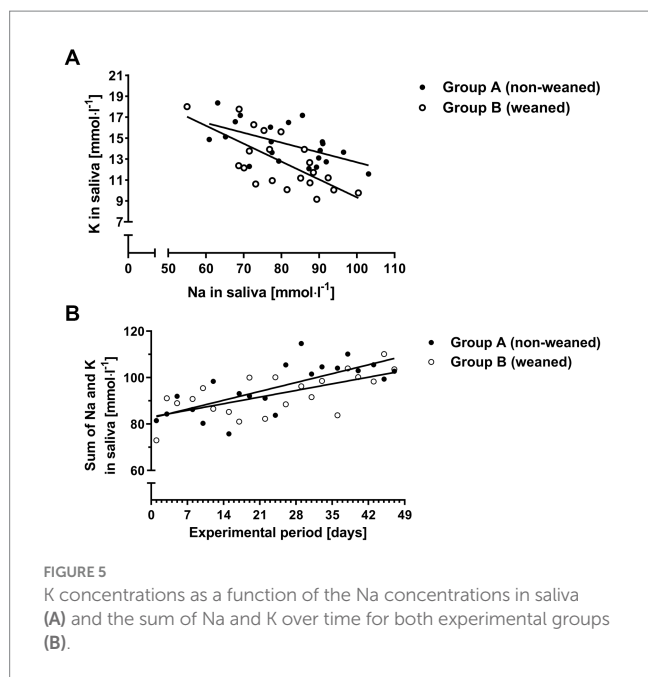 A
K in saliva [mmol·l-1]
21
19
17
15
13
11
9
7
0 50 60 70 80 90 100 110
Na in saliva [mmol·l-1]
Group A (non-weaned)
Group B (weaned)
B
Sum of Na and K
in saliva [mmol·l-1]
120
100
80
60
0 7 14 21 28 35 42 49
Experimental period [days]
Group A (non-weaned)
Group B (weaned)
FIGURE 5
K concentrations as a function of the Na concentrations in saliva
(A) and the sum of Na and K over time for both experimental groups
(B).